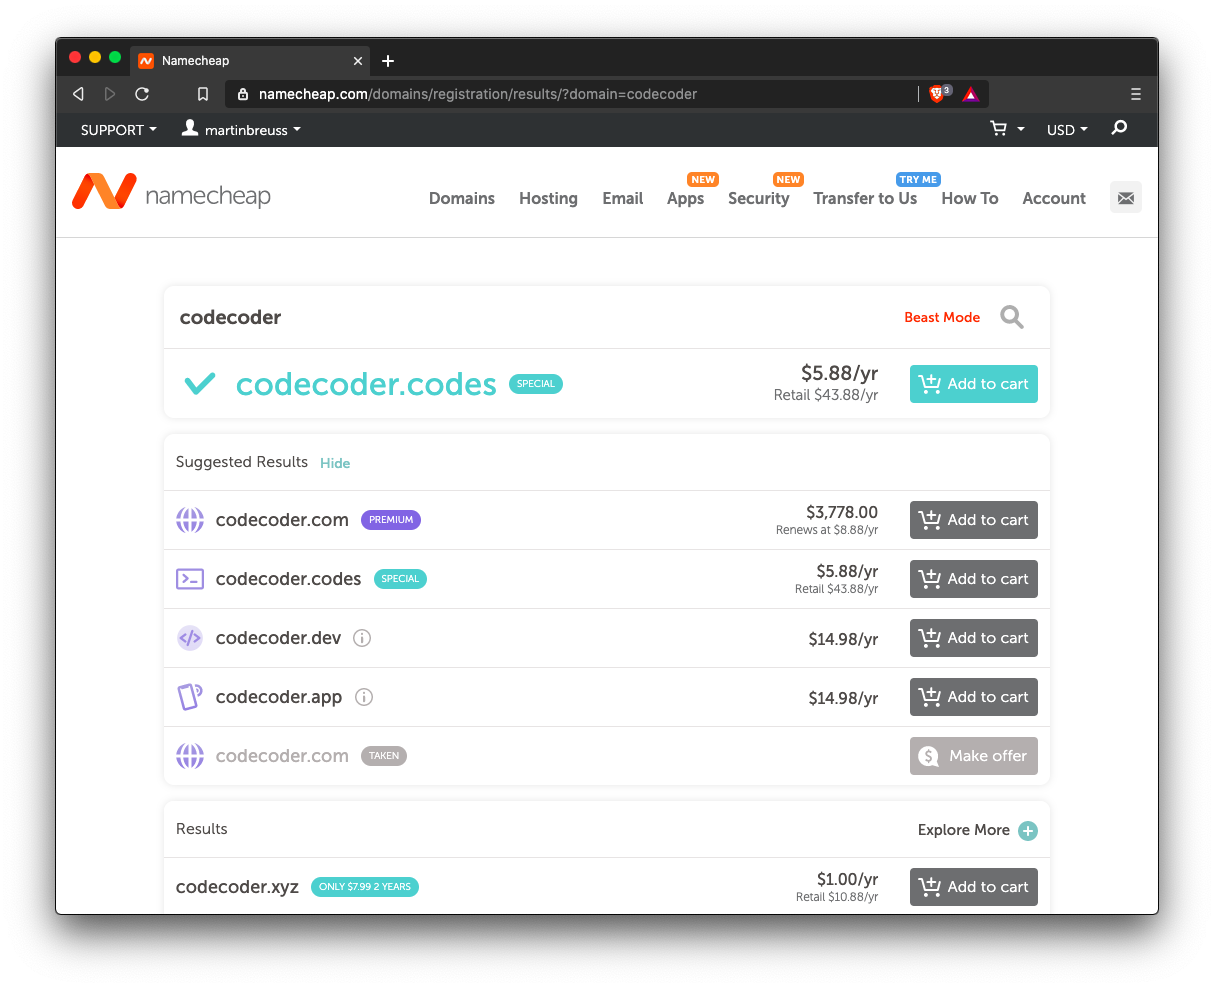 Namecheap
namecheap.com/domains/registration/results/?domain=codecoder
3
SUPPORT
martinbreuss
USD
namecheap
Domains
Hosting
Email
NEW
Apps
NEW
Security
TRY ME
Transfer to Us
How To
Account
codecoder
Beast Mode
codecoder.codes SPECIAL
$5.88/yr
Retail $43.88/yr
Add to cart
Suggested Results Hide
codecoder.com PREMIUM
$3,778.00
Renews at $8.88/yr
Add to cart
codecoder.codes SPECIAL
$5.88/yr
Retail $43.88/yr
Add to cart
codecoder.dev
$14.98/yr
Add to cart
codecoder.app
$14.98/yr
Add to cart
codecoder.com TAKEN
Make offer
Results
Explore More
codecoder.xyz ONLY $7.99 2 YEARS
$1.00/yr
Retail $10.88/yr
Add to cart